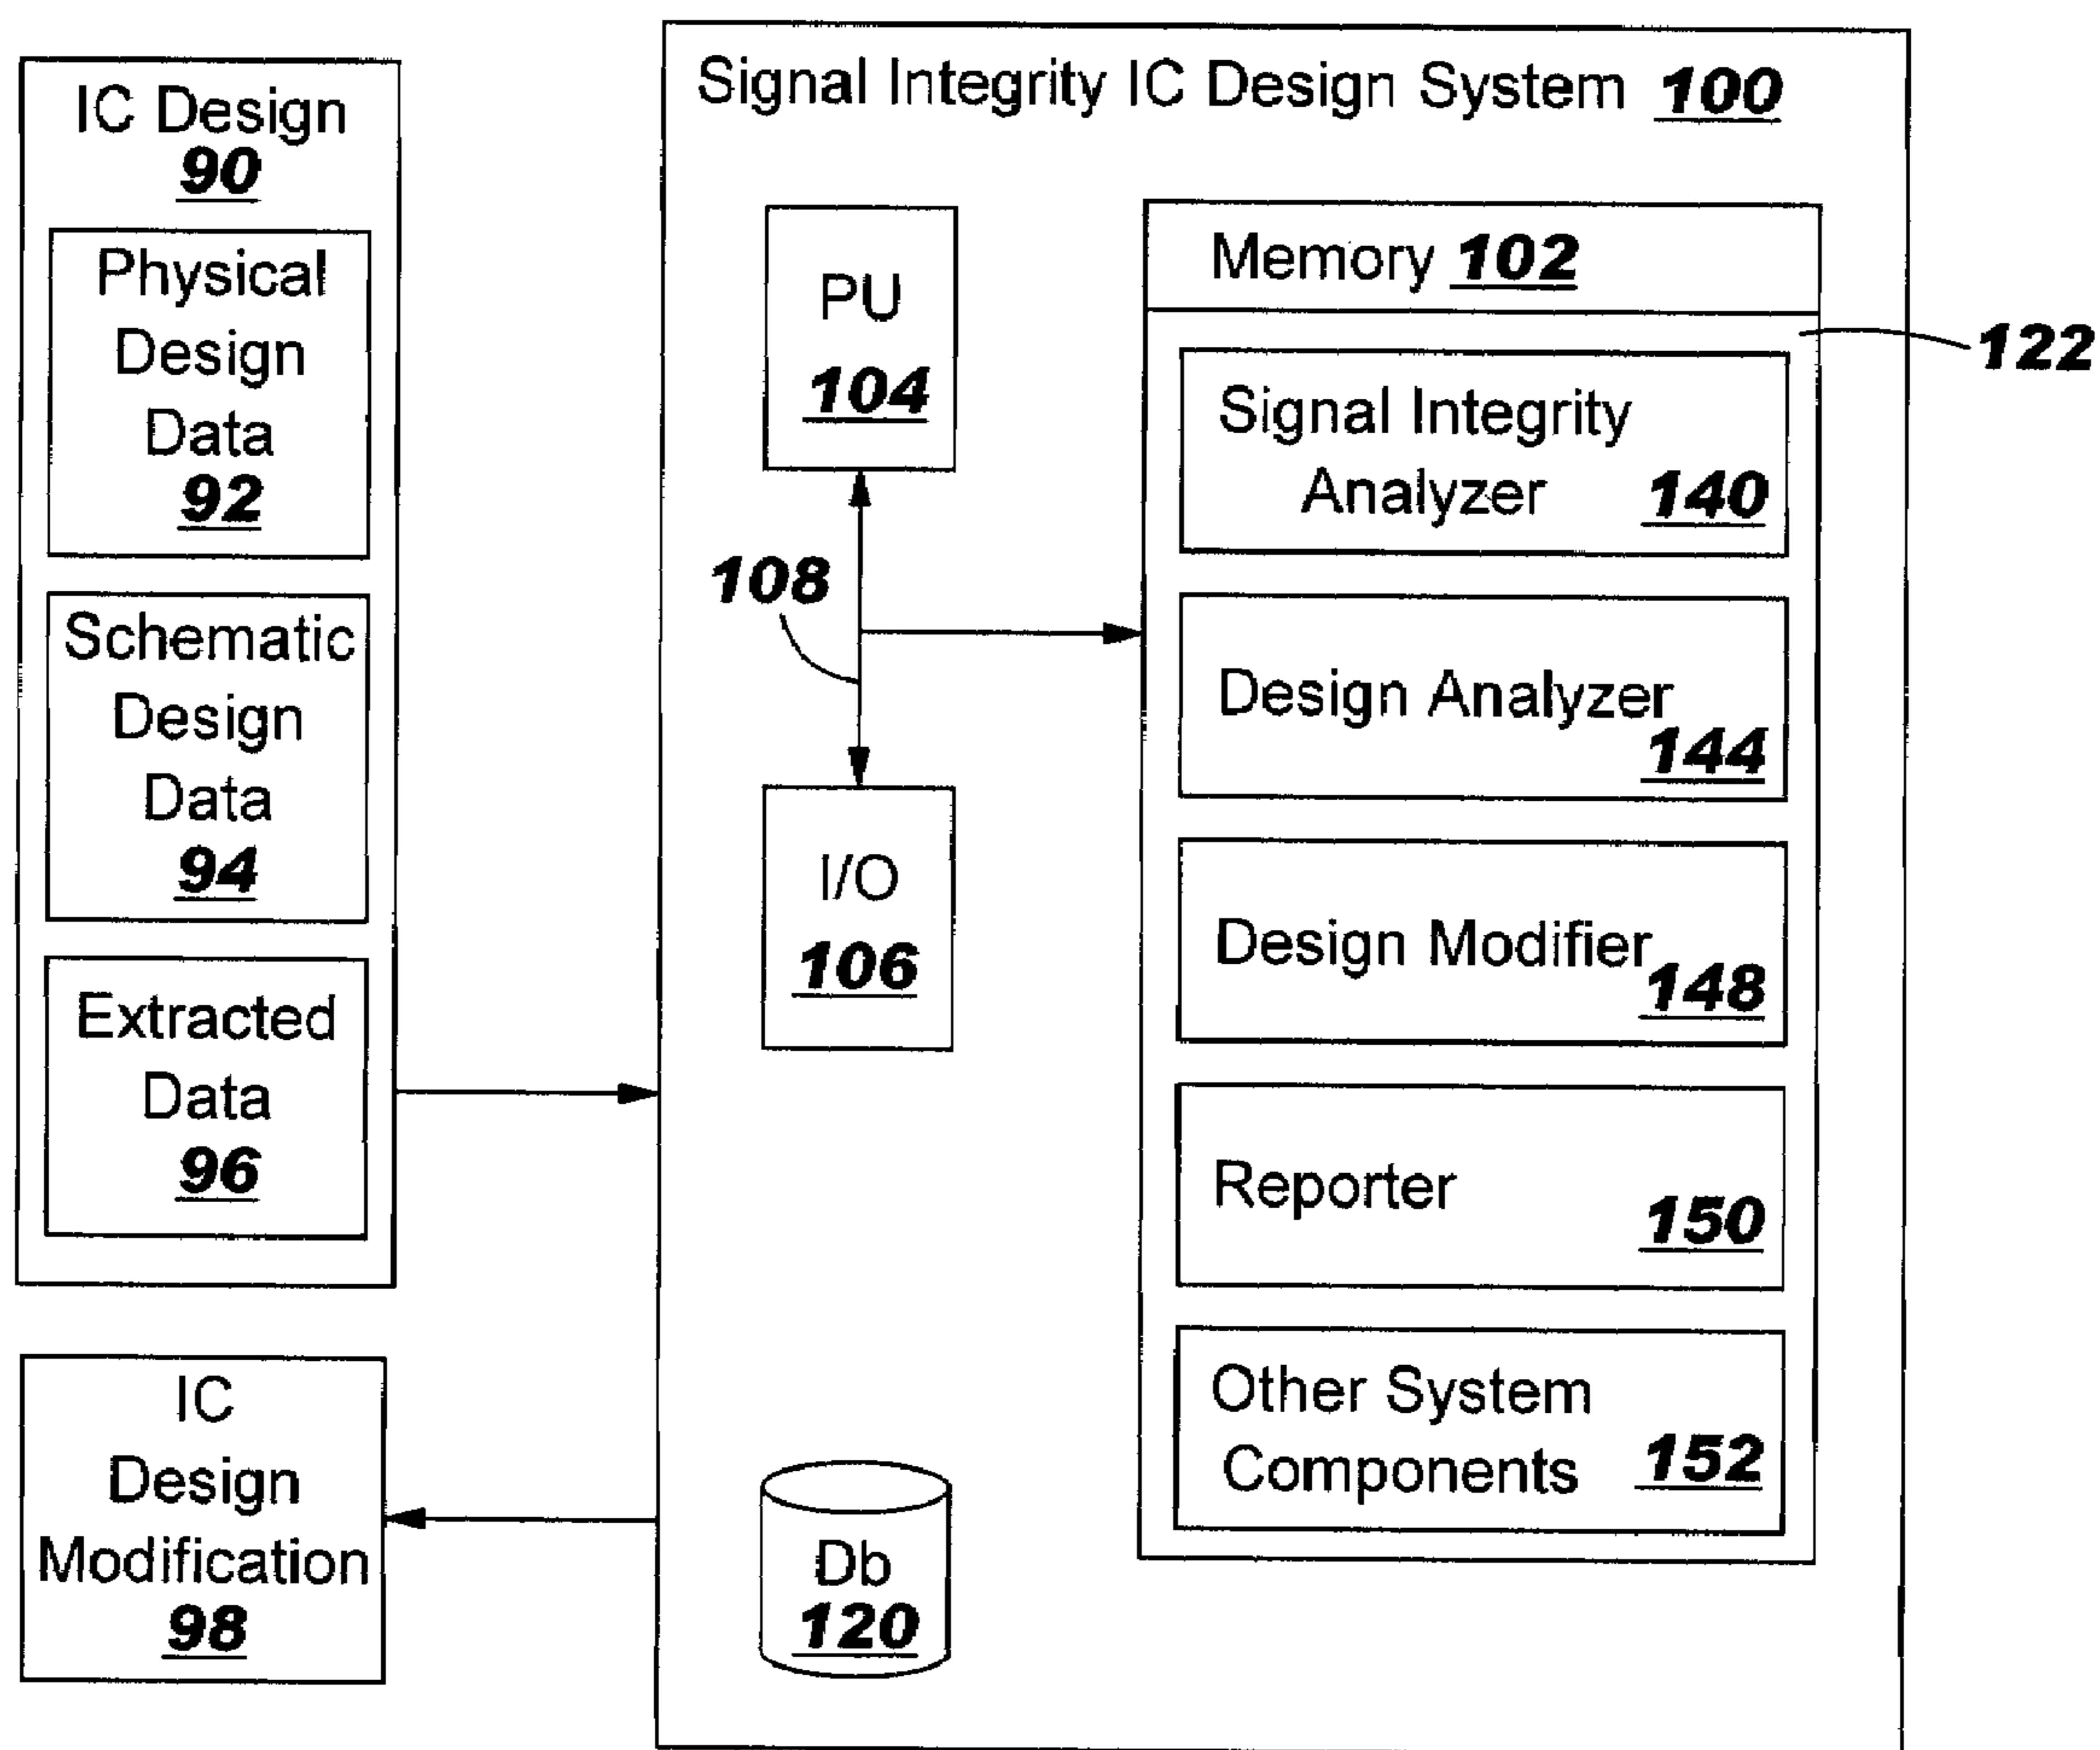 IC Design
90
Physical
Design
Data
92
Schematic
Design
Data
94
Extracted
Data
96
IC
Design
Modification
98
Signal Integrity IC Design System 100
PU
104
108
I/O
106
Db
120
Memory 102
122
Signal Integrity
Analyzer 140
Design Analyzer
144
Design Modifier
148
Reporter
150
Other System
Components 152